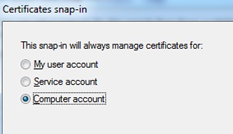 Certificates snap-in
This snap-in will always manage certificates for:
My user account
Service account
Computer account